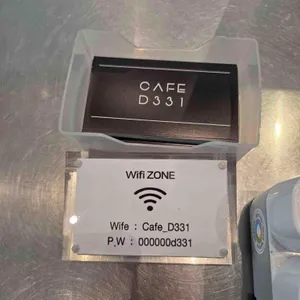 CAFE
D331
Wifi ZONE
Wife : Cafe_D331
P,W : 000000d331